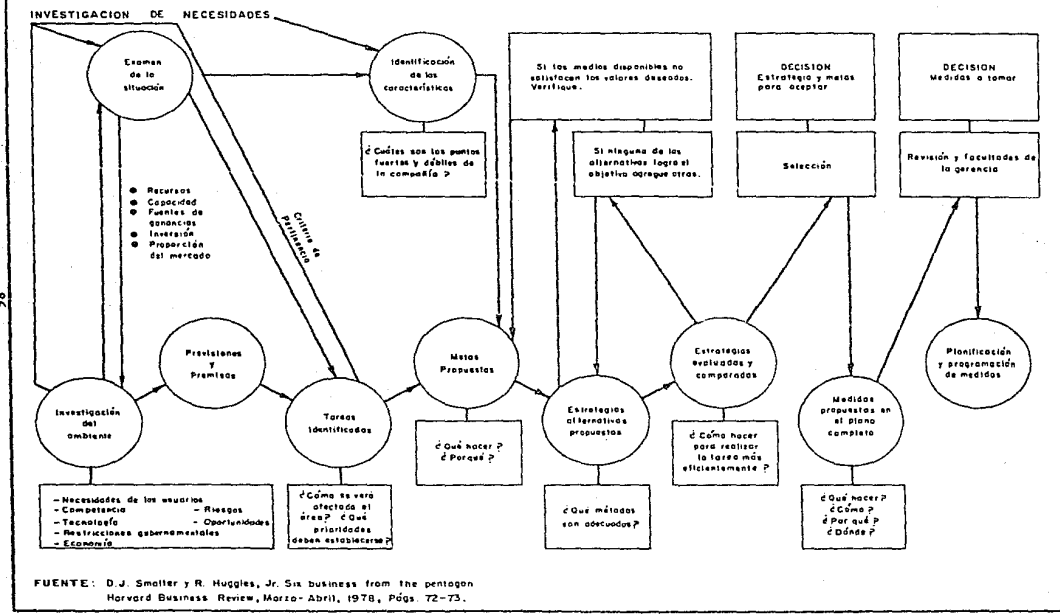 INVESTIGACION DE NECESIDADES
Examen
de la
situación
Identificación
de las
características
¿Cuáles son los puntos
fuertes y débiles de
la compañía ?
Si los medios disponibles no
satisfacen los valores deseados.
Verifique.
Si ninguna de las
alternativas logra el
objetivo agregue otras.
DECISION
Estrategia y metas
para aceptar
Selección
DECISION
Medidas a tomar
Revisión y facultades de
la gerencia
● Recursos
● Capacidad
● Fuentes de
ganancias
● Inversión
● Proporción
del mercado
Criterio de
Pertinencia
Investigación
del
ambiente
Previsiones
y
Premisas
Tareas
Identificadas
Metas
Propuestas
Estrategias
alternativas
propuestas
Estrategias
evaluadas y
comparadas
Medidas
propuestas en
el plano
completo
Planificación
y programación
de medidas
- Necesidades de los usuarios
- Competencia - Riesgos
- Tecnología - Oportunidades
- Restricciones gubernamentales
- Economía
¿Cómo se verá
afectada el
área? ¿Qué
prioridades
deben establecerse?
¿Qué hacer ?
¿Porqué ?
¿Qué métodos
son adecuados?
¿Cómo hacer
para realizar
la tarea más
eficientemente ?
¿Qué hacer?
¿Cómo ?
¿Por qué ?
¿Dónde ?
FUENTE: D.J. Smalter y R. Huggles, Jr. Six business from the pentagon
Harvard Business Review, Marzo-Abril, 1978, Págs. 72-73.